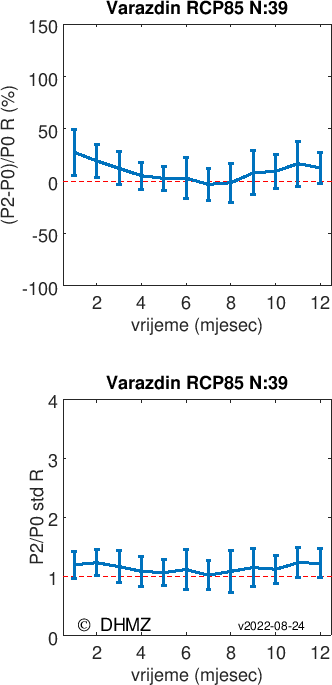 Varazdin RCP85 N:39
150
100
50
0
-50
-100
(P2-P0)/P0 R (%)
2 4 6 8 10 12
vrijeme (mjesec)
Varazdin RCP85 N:39
4
3
2
1
0
P2/P0 std R
© DHMZ
v2022-08-24
2 4 6 8 10 12
vrijeme (mjesec)